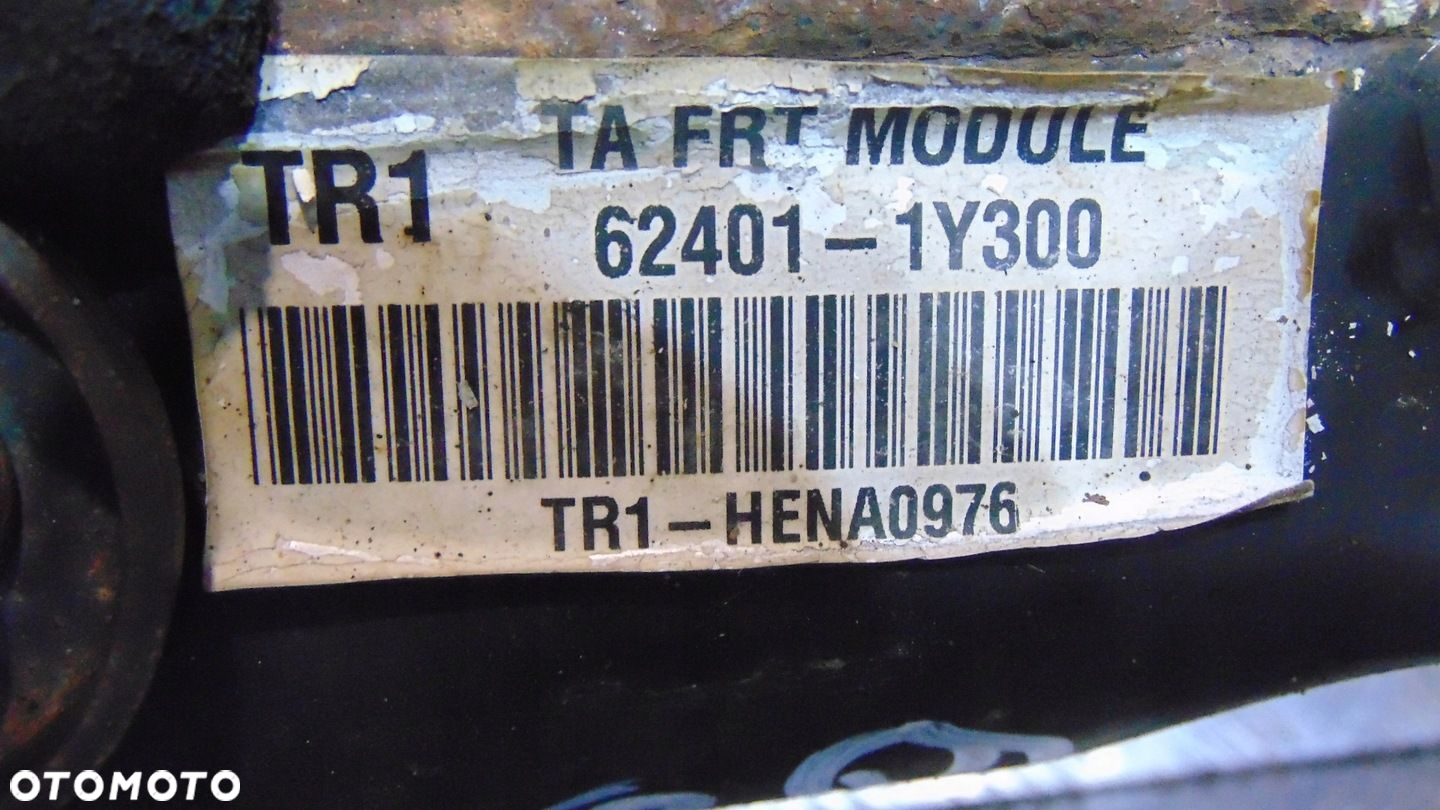 TA FRT MODULE
TR1
62401-1Y300
TR1-HENA0976
OTOMOTO